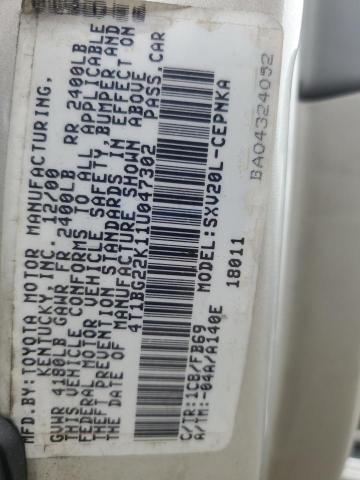 MFD.BY: TOYOTA MOTOR MANUFACTURING,
KENTUCKY, INC. 12/00
GVWR 4180LB GAWR FR 2400LB RR 2400LB
THIS VEHICLE CONFORMS TO ALL APPLICABLE
FEDERAL MOTOR VEHICLE SAFETY, BUMPER AND
THEFT PREVENTION STANDARDS IN EFFECT ON
THE DATE OF MANUFACTURE SHOWN ABOVE
4T1BG22K11U047302 PASS.CAR
C/TR:1CB/FB69 MODEL:SXV20L-CEPNKA
A/TM:-04A/A140E 18011
BA04324052